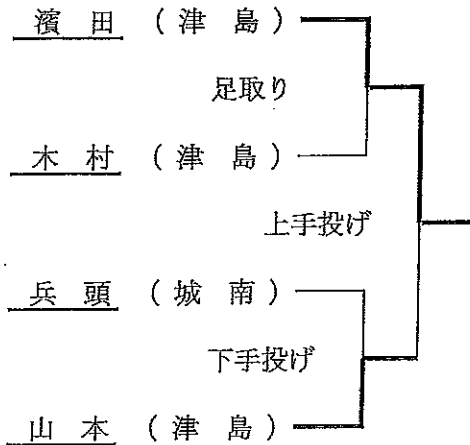 濱田 (津島)
足取り
木村 (津島)
上手投げ
兵頭 (城南)
下手投げ
山本 (津島)